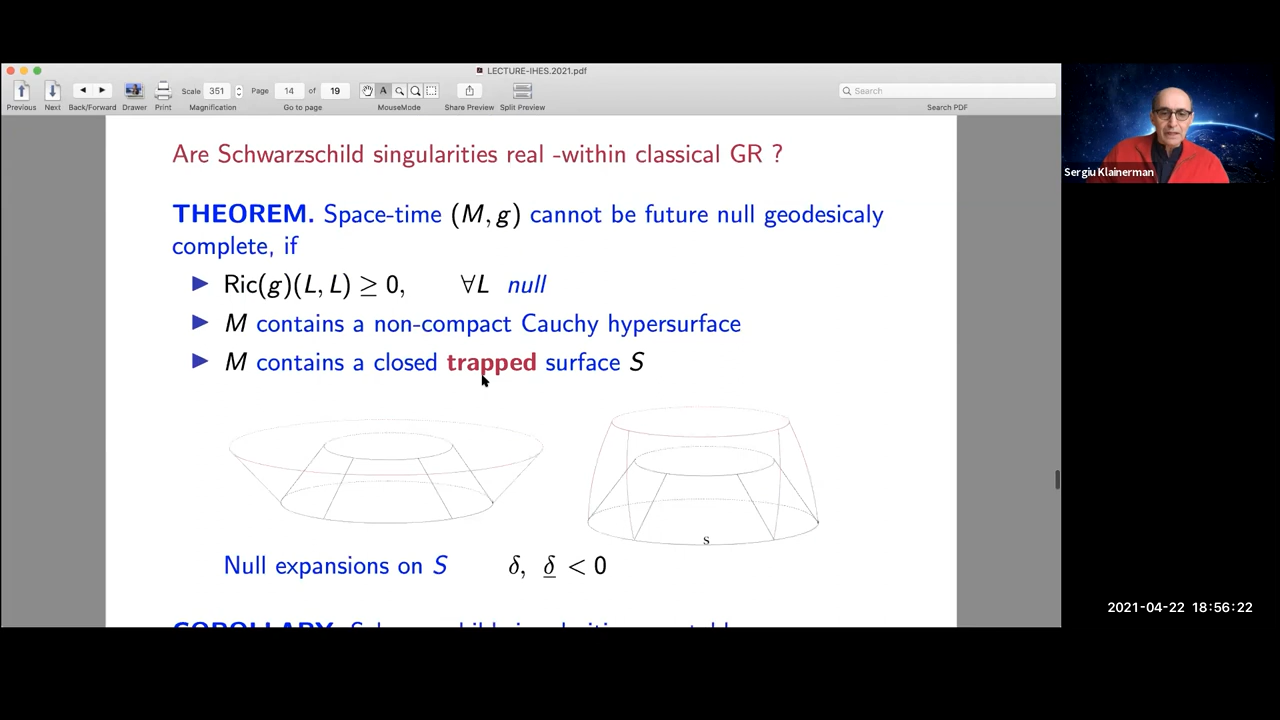 LECTURE-IHES.2021.pdf
Scale 351 Page 14 of 19 Search
Previous Next Back/Forward Drawer Print Magnification Go to page MouseMode Share Preview Split Preview Search PDF
A
Are Schwarzschild singularities real -within classical GR ?
Sergiu Klainerman
THEOREM. Space-time (M, g) cannot be future null geodesicaly
complete, if
▶ Ric(g)(L, L) ≥ 0, ∀L null
▶ M contains a non-compact Cauchy hypersurface
▶ M contains a closed trapped surface S
S
Null expansions on S δ, δ̲ < 0
2021-04-22 18:56:22